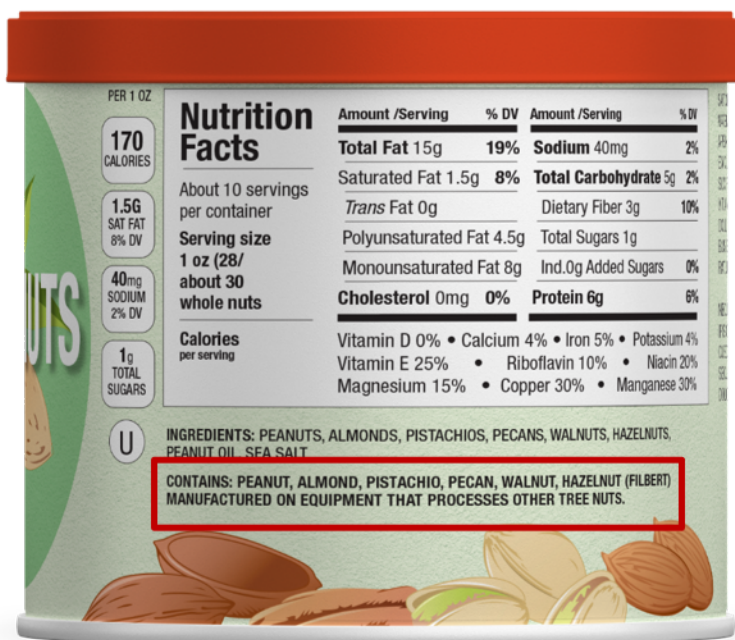 PER 1 OZ
170
CALORIES
1.5G
SAT FAT
8% DV
40mg
SODIUM
2% DV
1g
TOTAL
SUGARS
UTS
U
Nutrition
Facts
About 10 servings
per container
Serving size
1 oz (28/
about 30
whole nuts
Calories
per serving
Amount /Serving % DV
Total Fat 15g 19%
Saturated Fat 1.5g 8%
Trans Fat 0g
Polyunsaturated Fat 4.5g
Monounsaturated Fat 8g
Cholesterol 0mg 0%
Amount /Serving % DV
Sodium 40mg 2%
Total Carbohydrate 5g 2%
Dietary Fiber 3g 10%
Total Sugars 1g
Ind.0g Added Sugars 0%
Protein 6g 6%
Vitamin D 0% • Calcium 4% • Iron 5% • Potassium 4%
Vitamin E 25% • Riboflavin 10% • Niacin 20%
Magnesium 15% • Copper 30% • Manganese 30%
INGREDIENTS: PEANUTS, ALMONDS, PISTACHIOS, PECANS, WALNUTS, HAZELNUTS,
PEANUT OIL, SEA SALT
CONTAINS: PEANUT, ALMOND, PISTACHIO, PECAN, WALNUT, HAZELNUT (FILBERT)
MANUFACTURED ON EQUIPMENT THAT PROCESSES OTHER TREE NUTS.